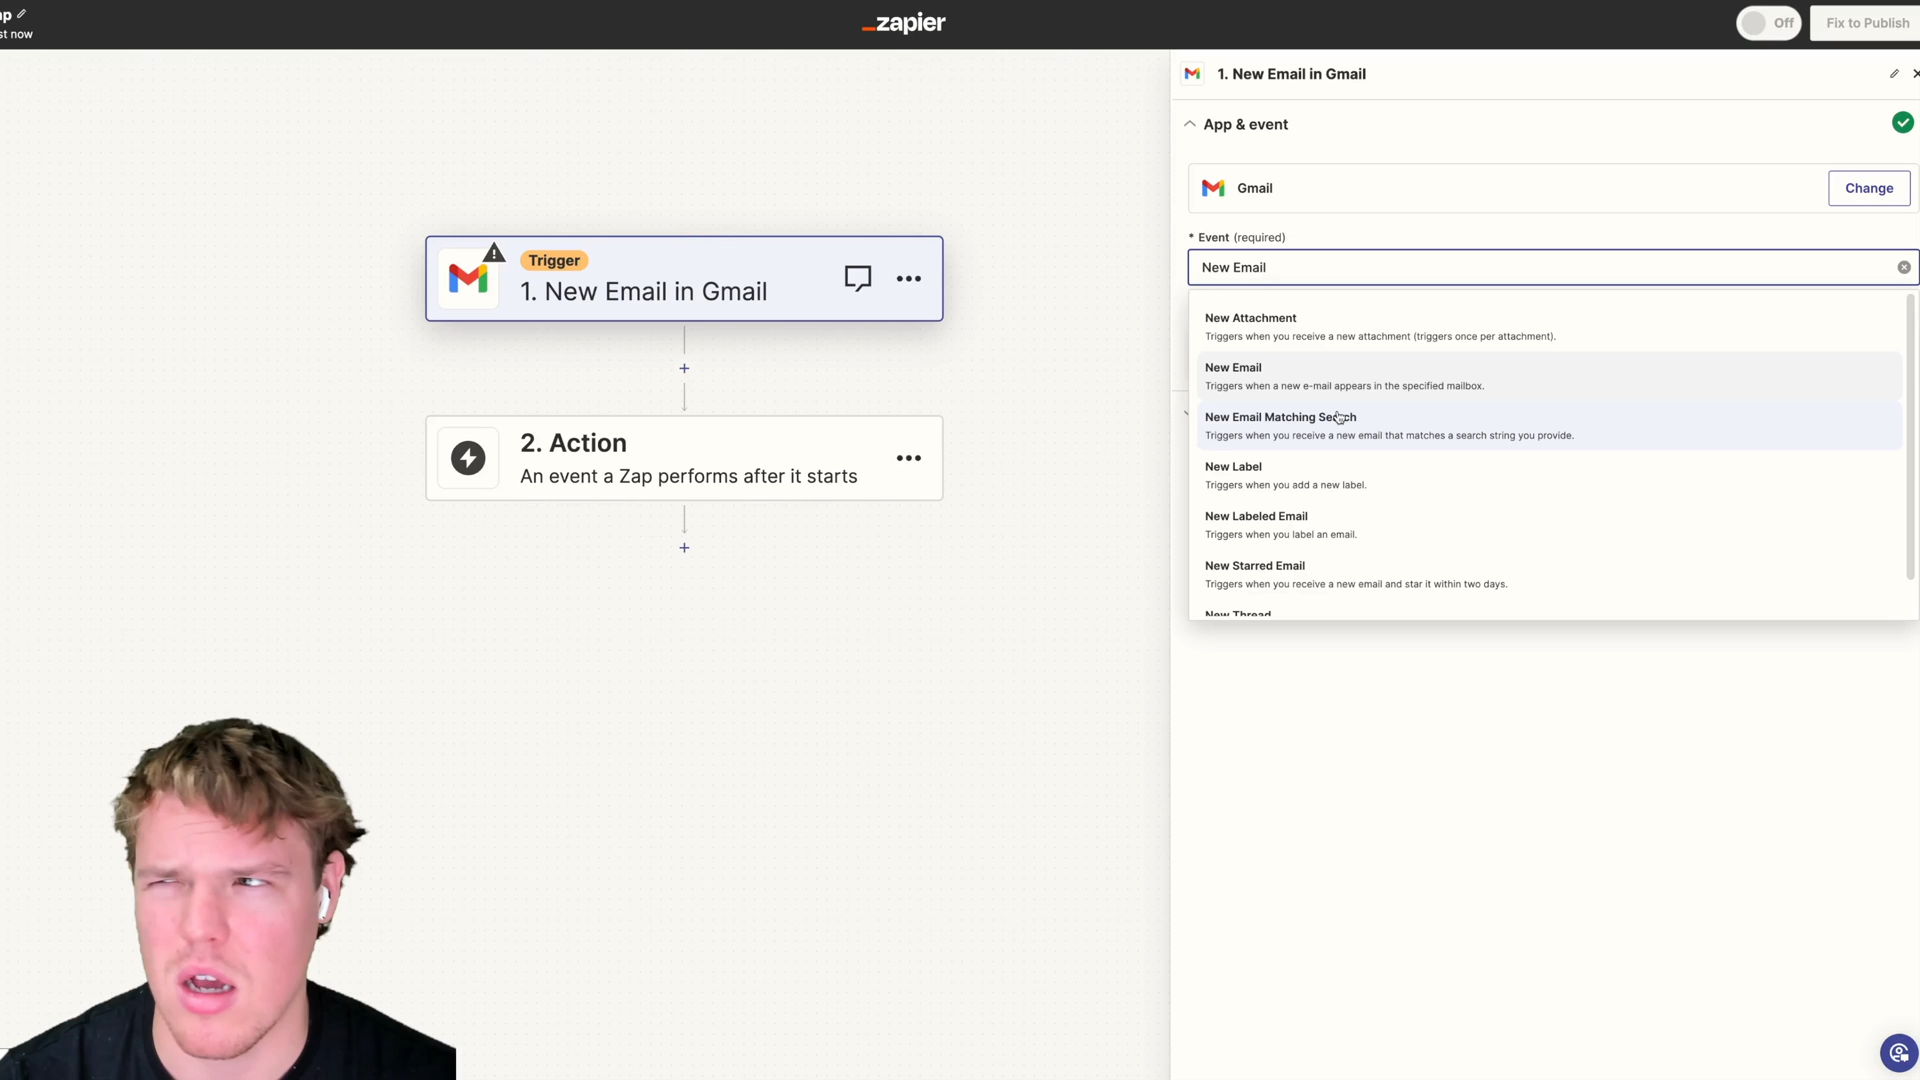 ap
st now
zapier
Off
Fix to Publish
1. New Email in Gmail
App & event
Gmail
Change
* Event (required)
New Email
New Attachment
Triggers when you receive a new attachment (triggers once per attachment).
New Email
Triggers when a new e-mail appears in the specified mailbox.
New Email Matching Search
Triggers when you receive a new email that matches a search string you provide.
New Label
Triggers when you add a new label.
New Labeled Email
Triggers when you label an email.
New Starred Email
Triggers when you receive a new email and star it within two days.
New Thread
Trigger
1. New Email in Gmail
2. Action
An event a Zap performs after it starts